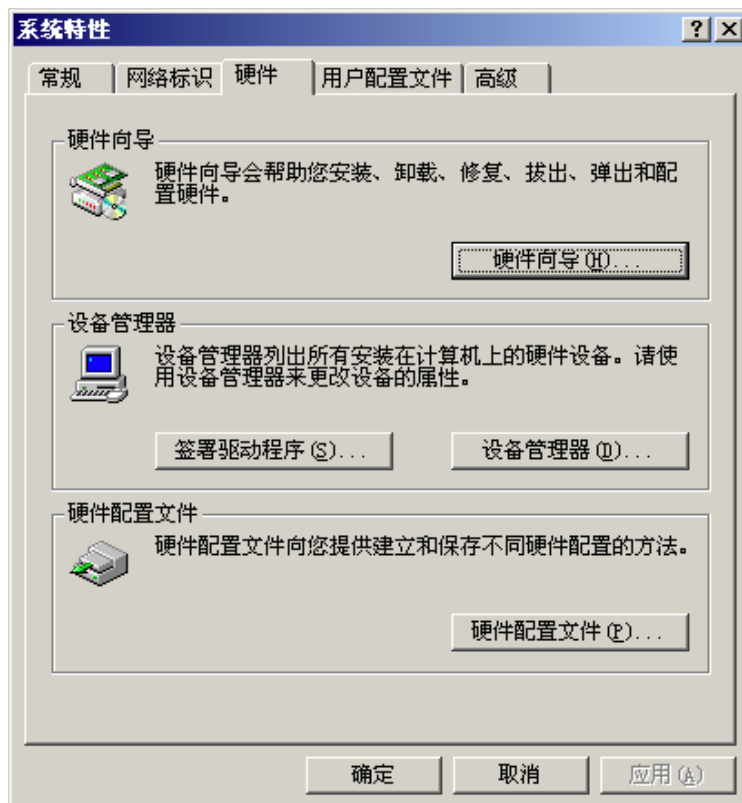 系统特性
常规 网络标识 硬件 用户配置文件 高级
硬件向导
硬件向导会帮助您安装、卸载、修复、拔出、弹出和配
置硬件。
硬件向导(H)...
设备管理器
设备管理器列出所有安装在计算机上的硬件设备。请使
用设备管理器来更改设备的属性。
签署驱动程序(S)... 设备管理器(D)...
硬件配置文件
硬件配置文件向您提供建立和保存不同硬件配置的方法。
硬件配置文件(P)...
确定 取消 应用(A)